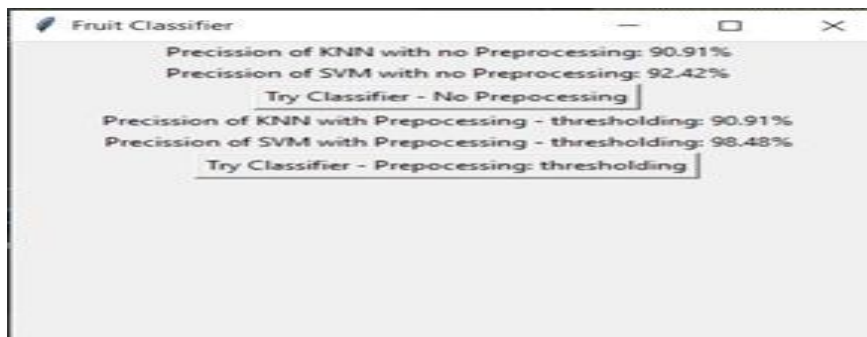 Fruit Classifier
Precission of KNN with no Preprocessing: 90.91%
Precission of SVM with no Preprocessing: 92.42%
Try Classifier - No Prepocessing
Precission of KNN with Prepocessing - thresholding: 90.91%
Precission of SVM with Prepocessing - thresholding: 98.48%
Try Classifier - Prepocessing: thresholding